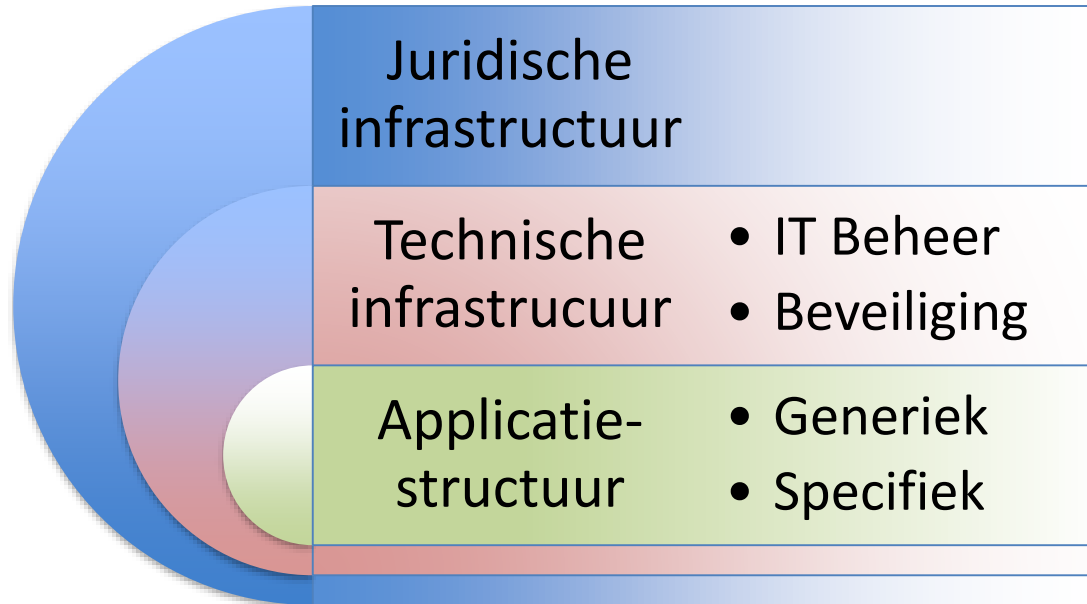 Juridische
infrastructuur
Technische
infrastrucuur
• IT Beheer
• Beveiliging
Applicatie-
structuur
• Generiek
• Specifiek